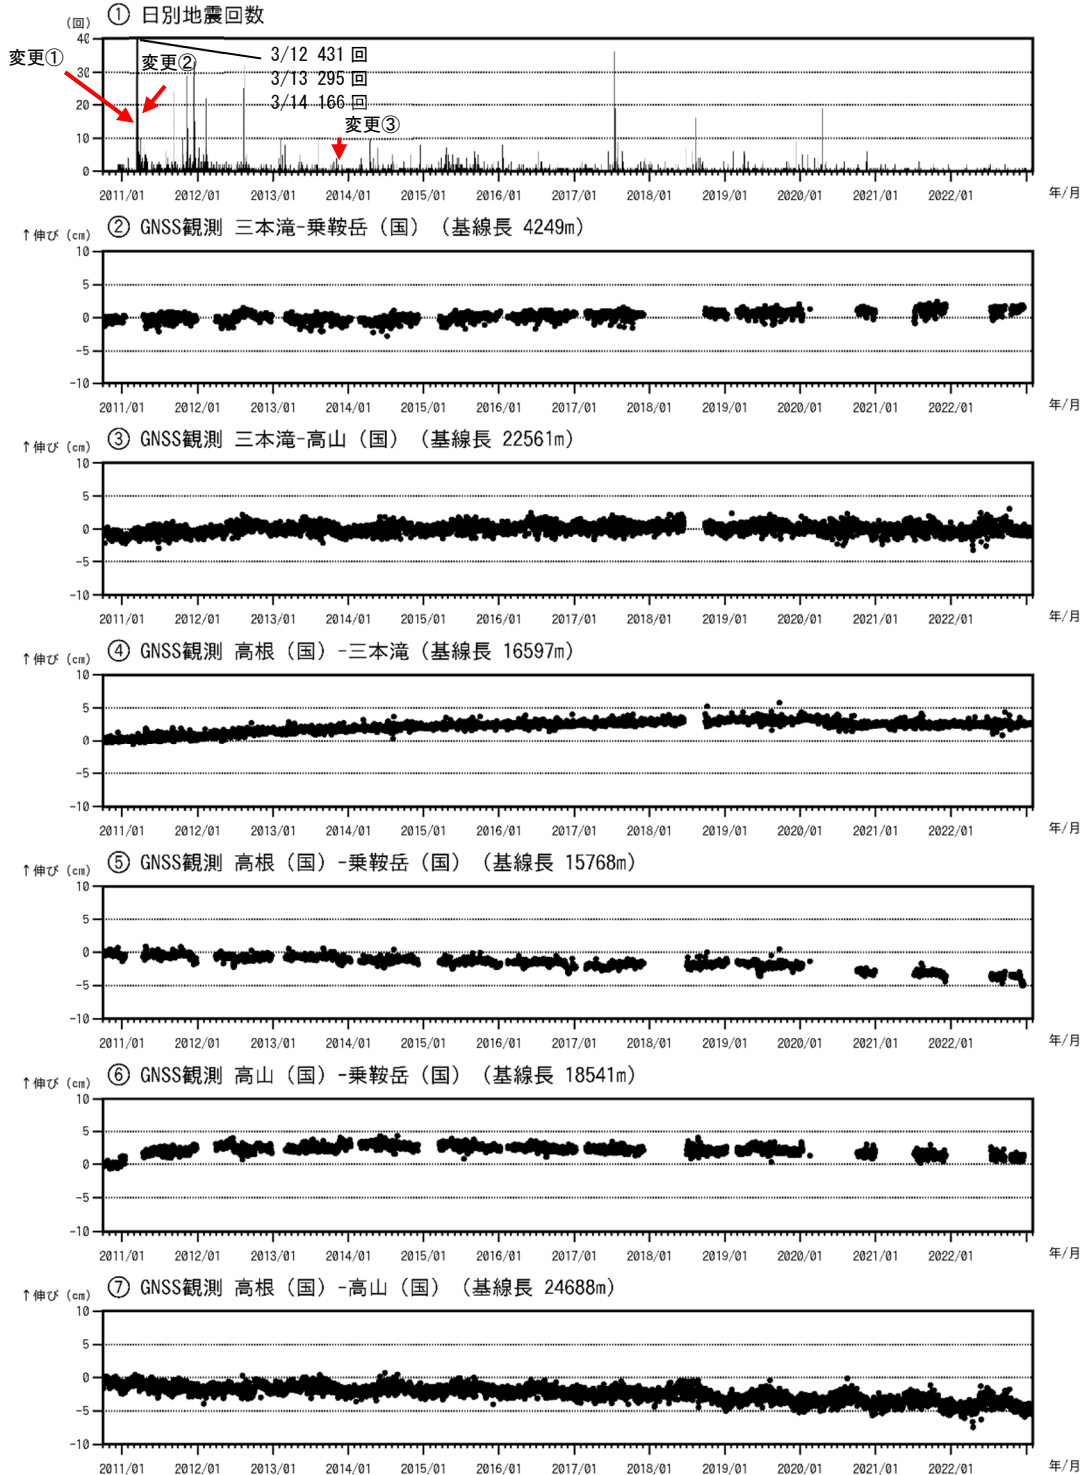 ① 日別地震回数
(回)
40
変更①
変更②
3/12 431 回
30
3/13 295 回
20
3/14 166 回
変更③
10
0
2011/01 2012/01 2013/01 2014/01 2015/01 2016/01 2017/01 2018/01 2019/01 2020/01 2021/01 2022/01 年/月
↑伸び (cm) ② GNSS観測 三本滝-乗鞍岳（国）（基線長 4249m）
10
5
0
-5
-10
2011/01 2012/01 2013/01 2014/01 2015/01 2016/01 2017/01 2018/01 2019/01 2020/01 2021/01 2022/01 年/月
↑伸び (cm) ③ GNSS観測 三本滝-高山（国）（基線長 22561m）
10
5
0
-5
-10
2011/01 2012/01 2013/01 2014/01 2015/01 2016/01 2017/01 2018/01 2019/01 2020/01 2021/01 2022/01 年/月
↑伸び (cm) ④ GNSS観測 高根（国）-三本滝（基線長 16597m）
10
5
0
-5
-10
2011/01 2012/01 2013/01 2014/01 2015/01 2016/01 2017/01 2018/01 2019/01 2020/01 2021/01 2022/01 年/月
↑伸び (cm) ⑤ GNSS観測 高根（国）-乗鞍岳（国）（基線長 15768m）
10
5
0
-5
-10
2011/01 2012/01 2013/01 2014/01 2015/01 2016/01 2017/01 2018/01 2019/01 2020/01 2021/01 2022/01 年/月
↑伸び (cm) ⑥ GNSS観測 高山（国）-乗鞍岳（国）（基線長 18541m）
10
5
0
-5
-10
2011/01 2012/01 2013/01 2014/01 2015/01 2016/01 2017/01 2018/01 2019/01 2020/01 2021/01 2022/01 年/月
↑伸び (cm) ⑦ GNSS観測 高根（国）-高山（国）（基線長 24688m）
10
5
0
-5
-10
2011/01 2012/01 2013/01 2014/01 2015/01 2016/01 2017/01 2018/01 2019/01 2020/01 2021/01 2022/01 年/月